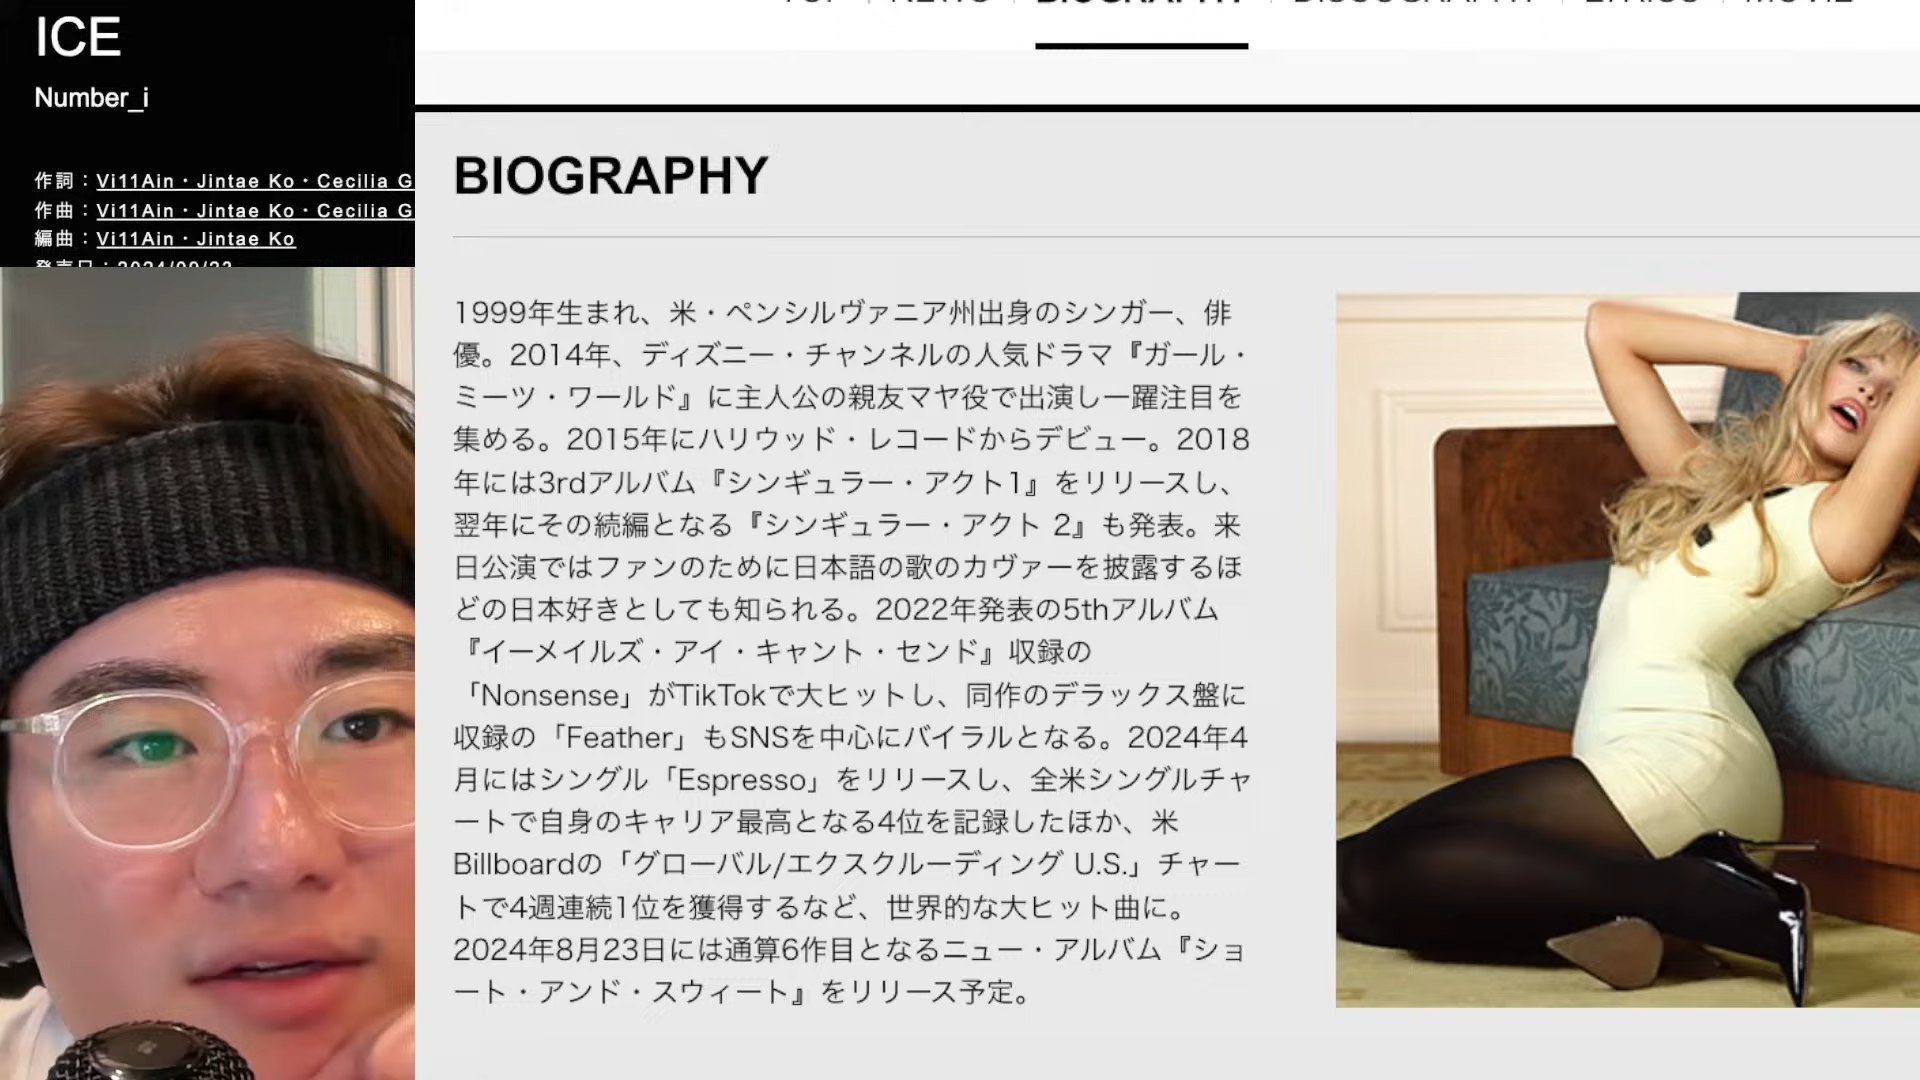 ICE
Number_i
作詞：Vi11Ain・Jintae Ko・Cecilia G
作曲：Vi11Ain・Jintae Ko・Cecilia G
編曲：Vi11Ain・Jintae Ko
発売日：2024/09/23
TOP NEWS BIOGRAPHY DISCOGRAPHY LYRICS MOVIE
BIOGRAPHY
1999年生まれ、米・ペンシルヴァニア州出身のシンガー、俳
優。2014年、ディズニー・チャンネルの人気ドラマ『ガール・
ミーツ・ワールド』に主人公の親友マヤ役で出演し一躍注目を
集める。2015年にハリウッド・レコードからデビュー。2018
年には3rdアルバム『シンギュラー・アクト1』をリリースし、
翌年にその続編となる『シンギュラー・アクト 2』も発表。来
日公演ではファンのために日本語の歌のカヴァーを披露するほ
どの日本好きとしても知られる。2022年発表の5thアルバム
『イーメイルズ・アイ・キャント・センド』収録の
「Nonsense」がTikTokで大ヒットし、同作のデラックス盤に
収録の「Feather」もSNSを中心にバイラルとなる。2024年4
月にはシングル「Espresso」をリリースし、全米シングルチャ
ートで自身のキャリア最高となる4位を記録したほか、米
Billboardの「グローバル/エクスクルーディング U.S.」チャー
トで4週連続1位を獲得するなど、世界的な大ヒット曲に。
2024年8月23日には通算6作目となるニュー・アルバム『ショ
ート・アンド・スウィート』をリリース予定。